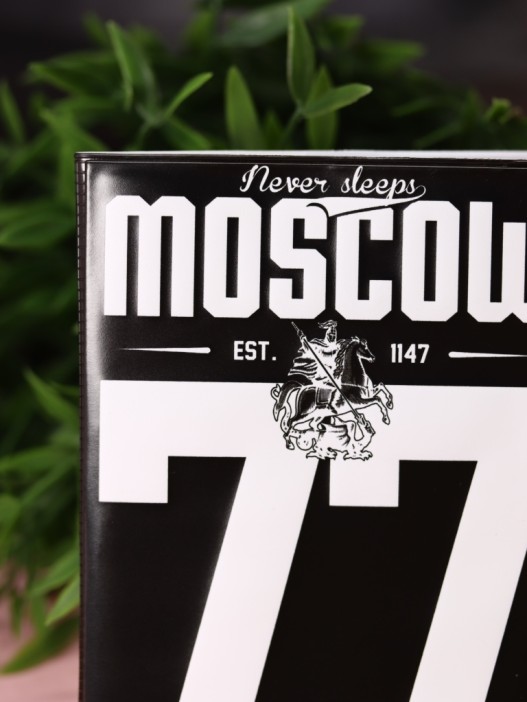 Never sleeps
MOSCOW
EST. 1147
77